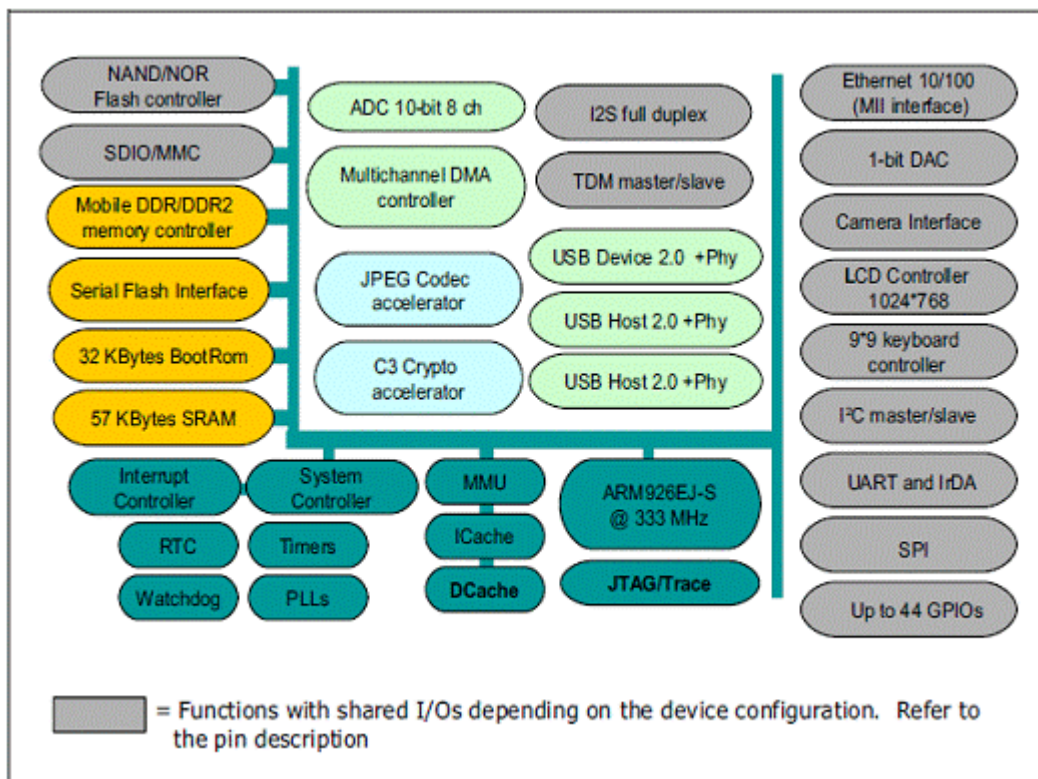 NAND/NOR
Flash controller
SDIO/MMC
Mobile DDR/DDR2
memory controller
Serial Flash Interface
32 KBytes BootRom
57 KBytes SRAM
ADC 10-bit 8 ch
Multichannel DMA
controller
JPEG Codec
accelerator
C3 Crypto
accelerator
I2S full duplex
TDM master/slave
USB Device 2.0 +Phy
USB Host 2.0 +Phy
USB Host 2.0 +Phy
Ethernet 10/100
(MII interface)
1-bit DAC
Camera Interface
LCD Controller
1024*768
9*9 keyboard
controller
I²C master/slave
UART and IrDA
SPI
Up to 44 GPIOs
Interrupt
Controller
System
Controller
RTC
Timers
Watchdog
PLLs
MMU
ICache
DCache
ARM926EJ-S
@ 333 MHz
JTAG/Trace
= Functions with shared I/Os depending on the device configuration. Refer to
the pin description